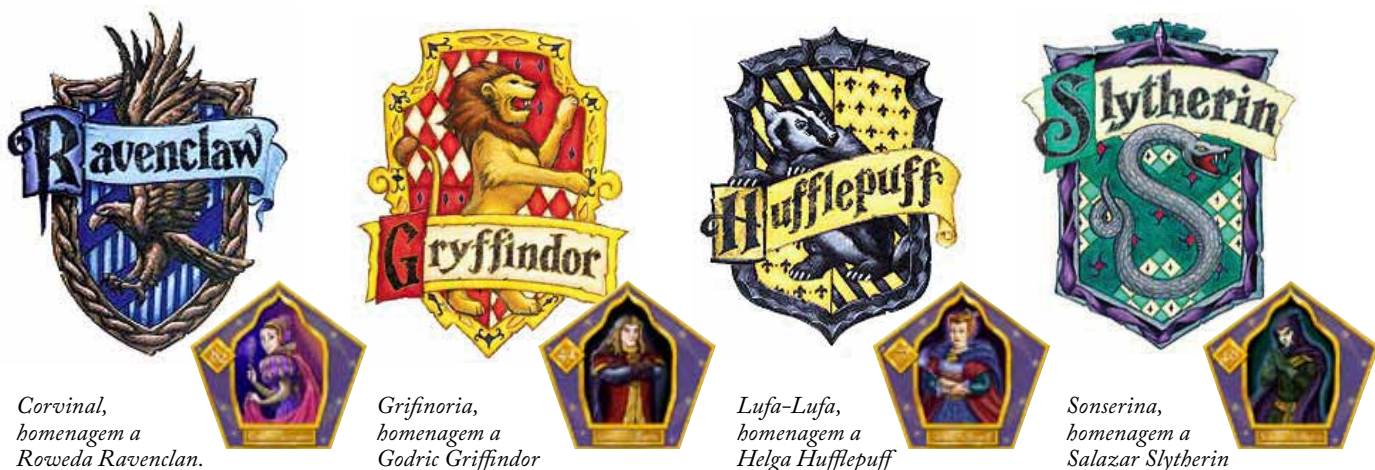 Ravenclaw
Gryffindor
Hufflepuff
Slytherin
Corvinal,
homenagem a
Roweda Ravenclan.
Grifinoria,
homenagem a
Godric Griffindor
Lufa-Lufa,
homenagem a
Helga Hufflepuff
Sonserina,
homenagem a
Salazar Slytherin